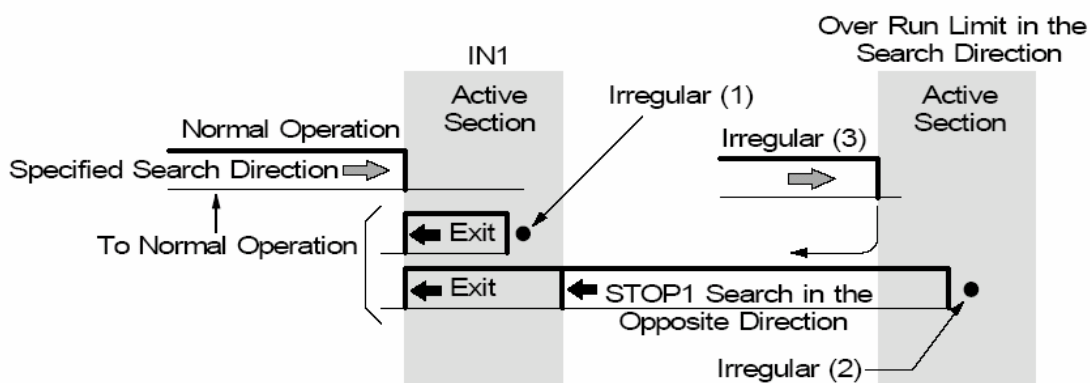 Over Run Limit in the
Search Direction
IN1
Active
Section
Irregular (1)
Active
Section
Normal Operation
Irregular (3)
Specified Search Direction
Exit
To Normal Operation
Exit
STOP1 Search in the
Opposite Direction
Irregular (2)